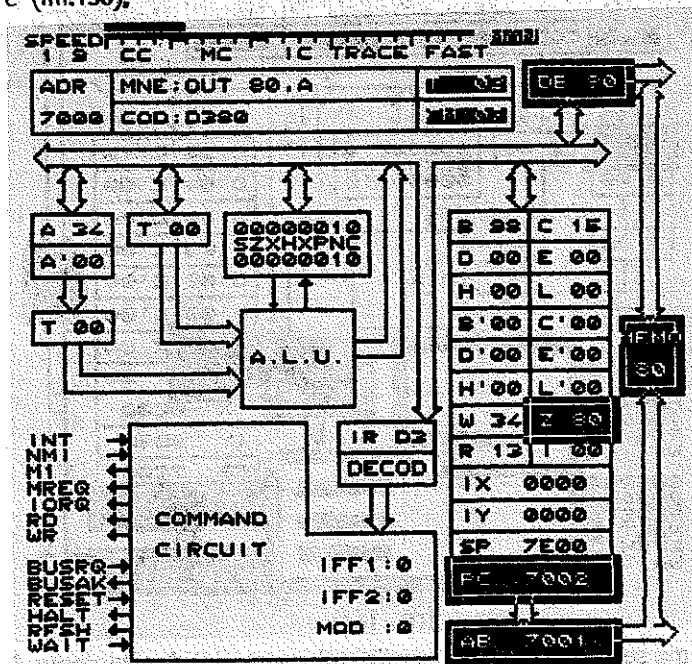 SPEED
1 S CC MC IC TRACE FAST
ADR MNE:OUT 80,A
7000 COD:D380
DB 80
A 34
A'00
T 00
00000010
SZXHXPNC
00000010
T 00
A.L.U.
B 98 C 15
D 00 E 00
H 00 L 00
B'00 C'00
D'00 E'00
H'00 L'00
W 34 Z 80
R 13 I 00
IX 0000
IY 0000
SP 7E00
PC 7002
AB 7001
MEMO
80
IR D3
DECOD
INT
NMI
M1
MREQ
IORQ
RD
WR
BUSRQ
BUSAK
RESET
HALT
RFSH
WAIT
COMMAND
CIRCUIT
IFF1:0
IFF2:0
MOD :0